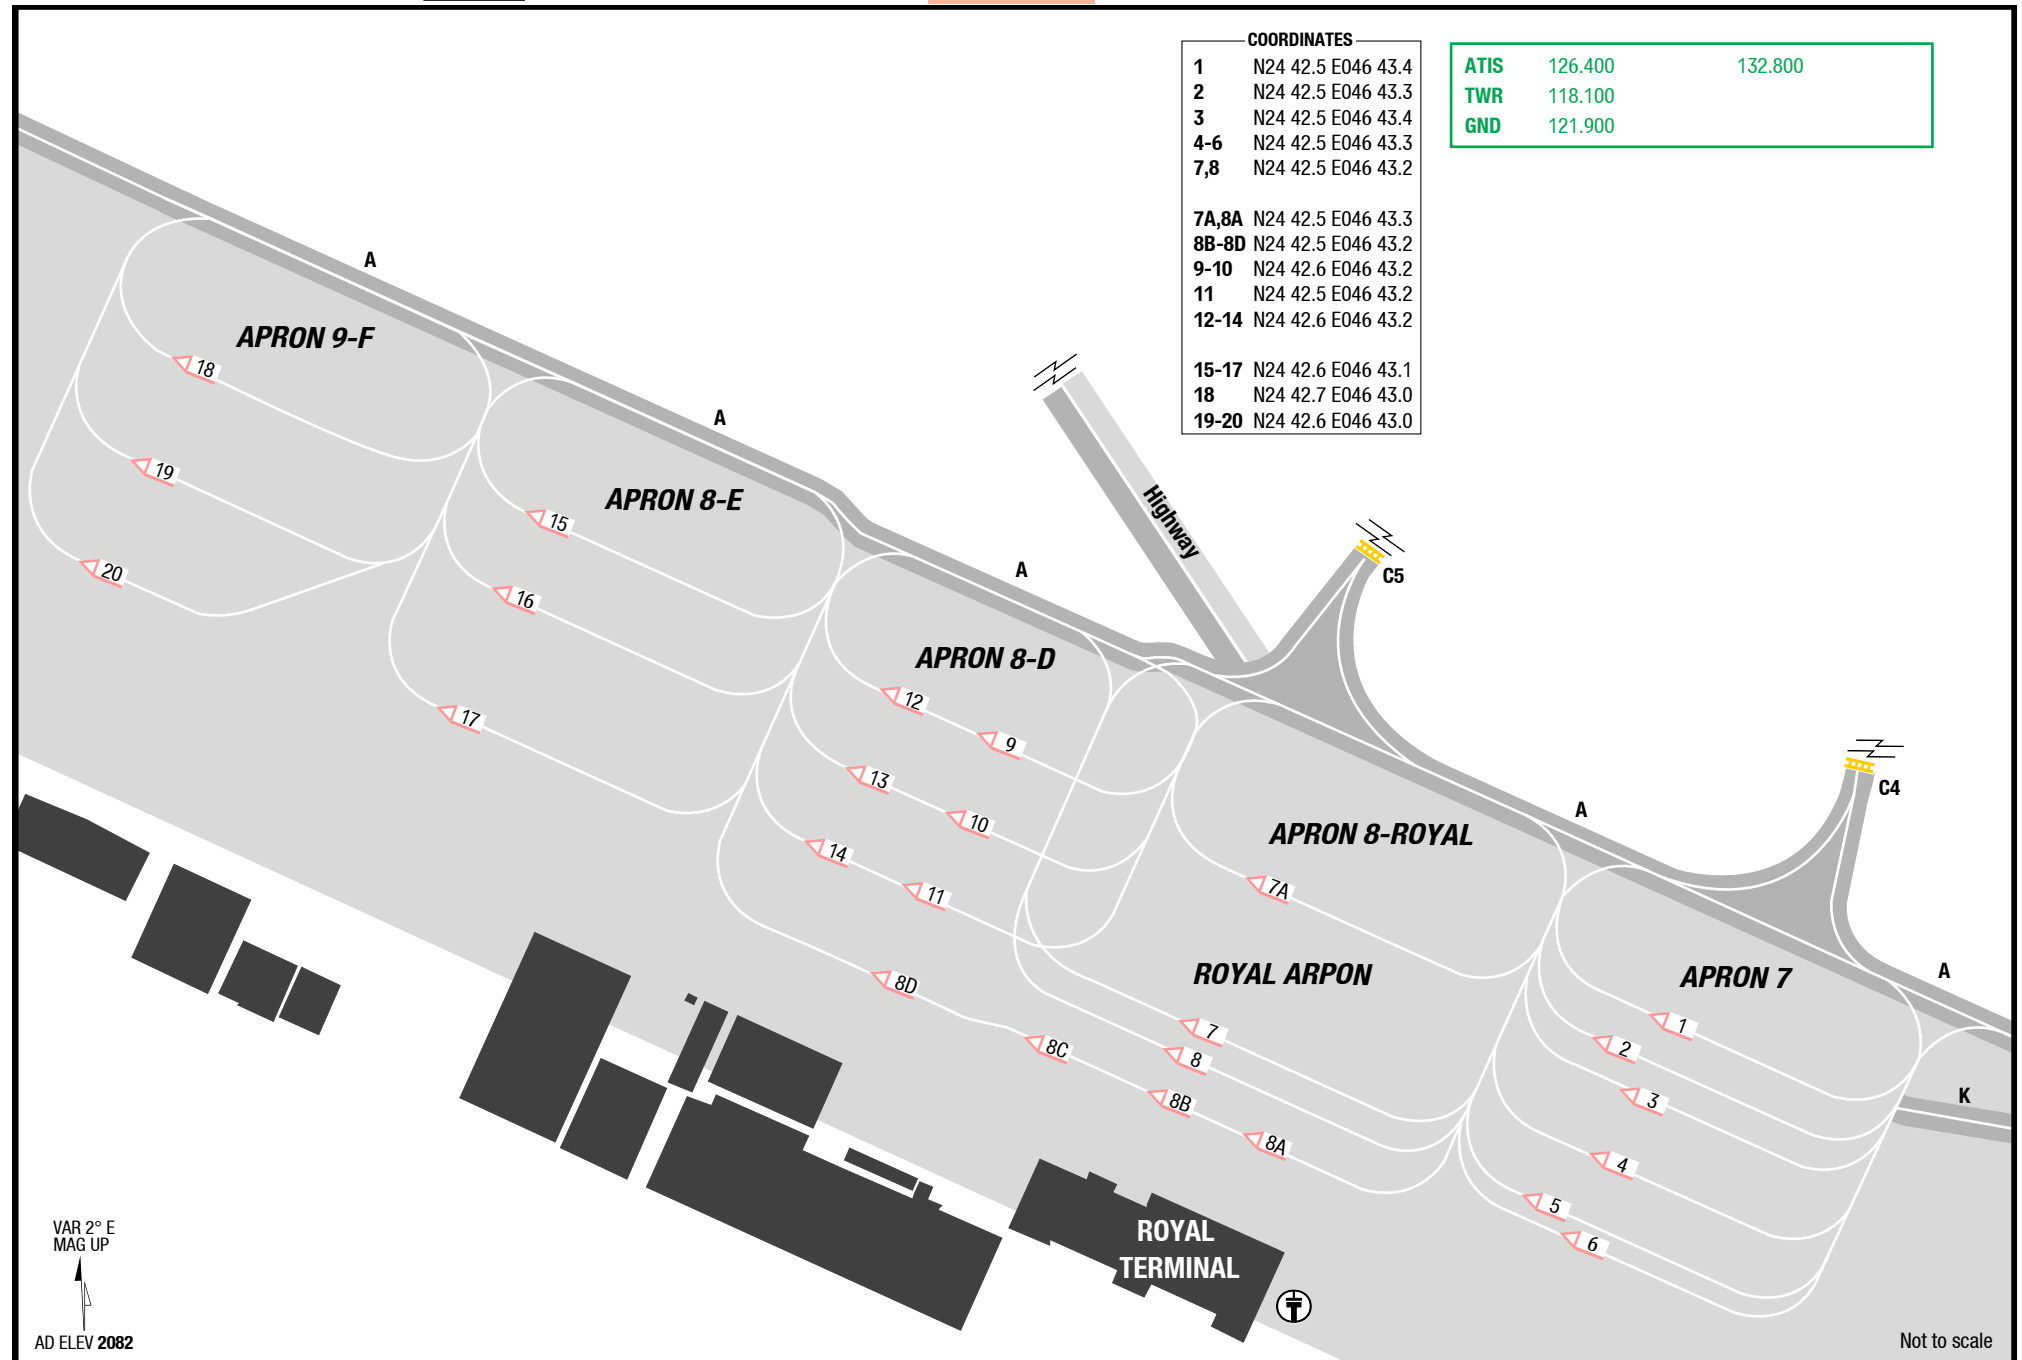 COORDINATES
1 N24 42.5 E046 43.4
2 N24 42.5 E046 43.3
3 N24 42.5 E046 43.4
4-6 N24 42.5 E046 43.3
7,8 N24 42.5 E046 43.2
7A,8A N24 42.5 E046 43.3
8B-8D N24 42.5 E046 43.2
9-10 N24 42.6 E046 43.2
11 N24 42.5 E046 43.2
12-14 N24 42.6 E046 43.2
15-17 N24 42.6 E046 43.1
18 N24 42.7 E046 43.0
19-20 N24 42.6 E046 43.0
ATIS 126.400 132.800
TWR 118.100
GND 121.900
A
APRON 9-F
18
19
20
A
APRON 8-E
15
16
17
A
APRON 8-D
12
9
13
10
14
11
8D
8C
8B
8A
Highway
C5
C4
A
APRON 8-ROYAL
7A
ROYAL ARPON
7
8
APRON 7
A
K
1
2
3
4
5
6
ROYAL
TERMINAL
VAR 2° E
MAG UP
AD ELEV 2082
Not to scale